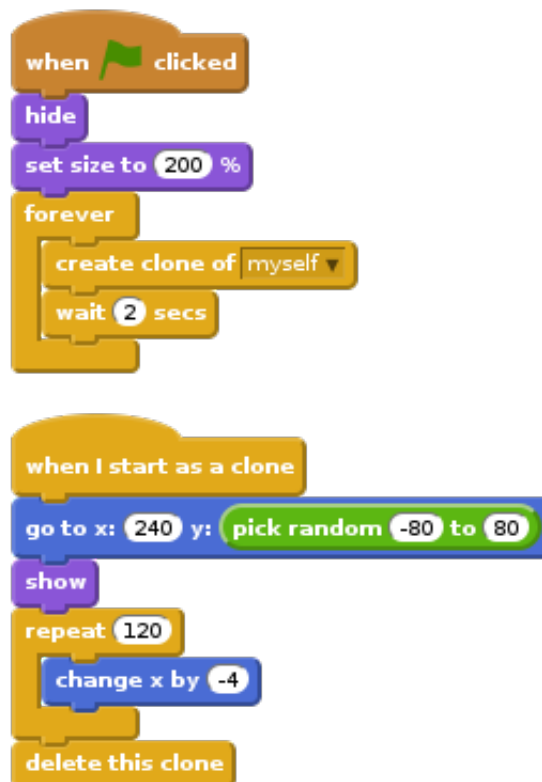 when clicked
hide
set size to 200 %
forever
create clone of myself
wait 2 secs
when I start as a clone
go to x: 240 y: pick random -80 to 80
show
repeat 120
change x by -4
delete this clone